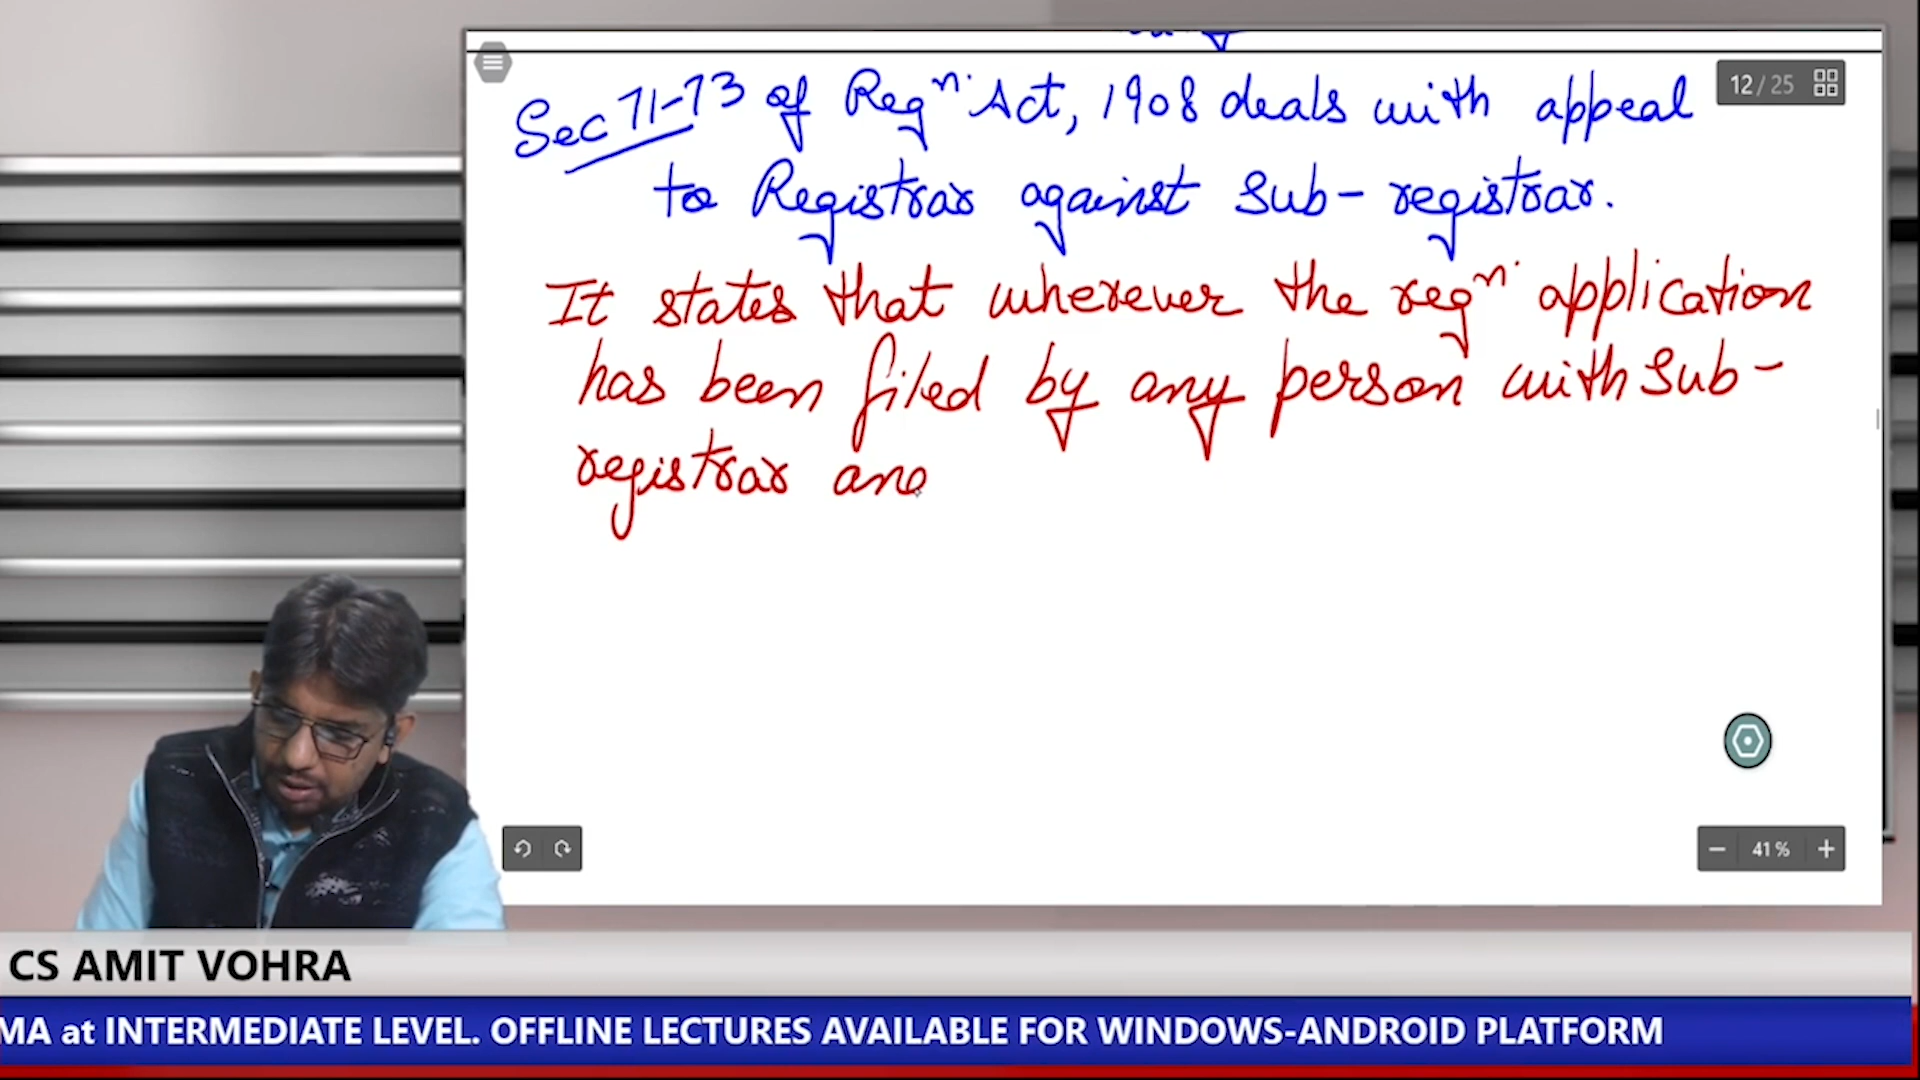 12 / 25
Sec 71-73 of Regⁿ. Act, 1908 deals with appeal
to Registrar against Sub-registrar.
It states that wherever the regⁿ. application
has been filed by any person with Sub-
registrar and
41 %
CS AMIT VOHRA
MA at INTERMEDIATE LEVEL. OFFLINE LECTURES AVAILABLE FOR WINDOWS-ANDROID PLATFORM